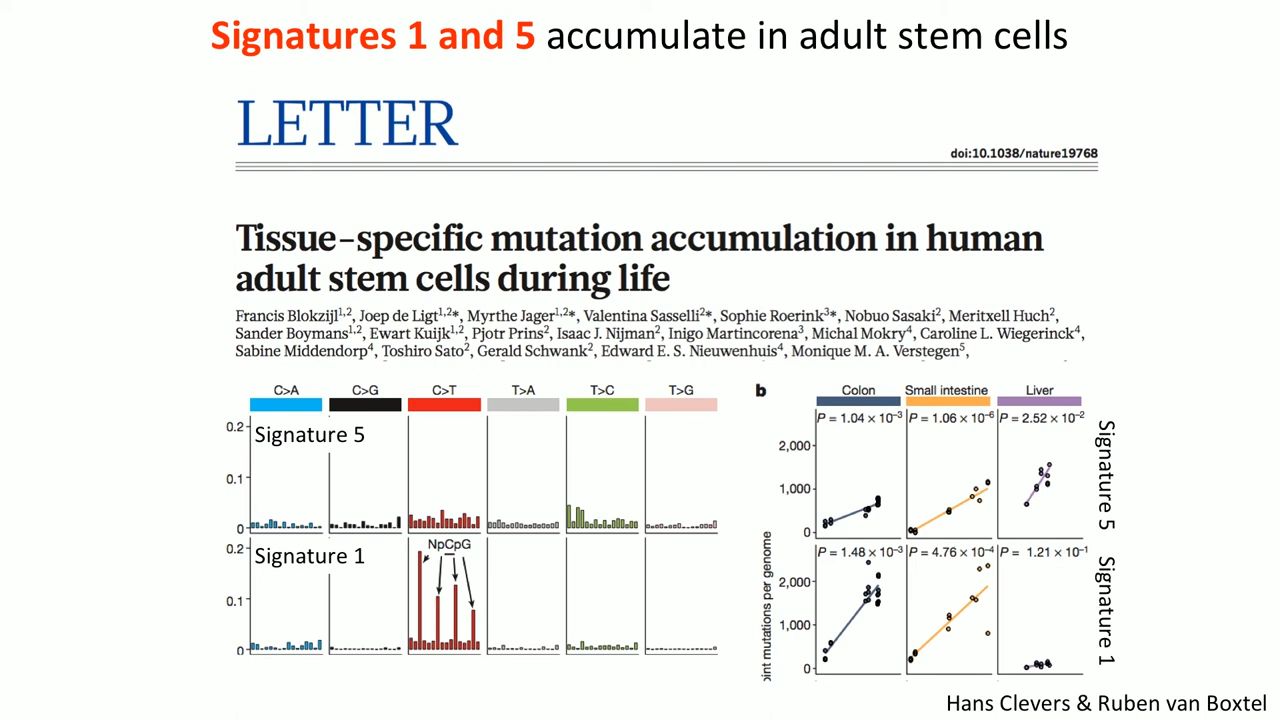 Signatures 1 and 5 accumulate in adult stem cells
LETTER
doi:10.1038/nature19768
Tissue-specific mutation accumulation in human
adult stem cells during life
Francis Blokzijl1,2, Joep de Ligt1,2*, Myrthe Jager1,2*, Valentina Sasselli2*, Sophie Roerink3*, Nobuo Sasaki2, Meritxell Huch2,
Sander Boymans1,2, Ewart Kuijk1,2, Pjotr Prins2, Isaac J. Nijman2, Inigo Martincorena3, Michal Mokry4, Caroline L. Wiegerinck4,
Sabine Middendorp4, Toshiro Sato2, Gerald Schwank2, Edward E. S. Nieuwenhuis4, Monique M. A. Verstegen5,
C>A C>G C>T T>A T>C T>G
0.2
0.1
0
Signature 5
0.2
0.1
0
Signature 1
NpCpG
b
Colon Small intestine Liver
P = 1.04 × 10−3 P = 1.06 × 10−6 P = 2.52 × 10−2
2,000
1,000
0
Signature 5
P = 1.48 × 10−3 P = 4.76 × 10−4 P = 1.21 × 10−1
2,000
1,000
0
Signature 1
mutations per genome
Hans Clevers & Ruben van Boxtel